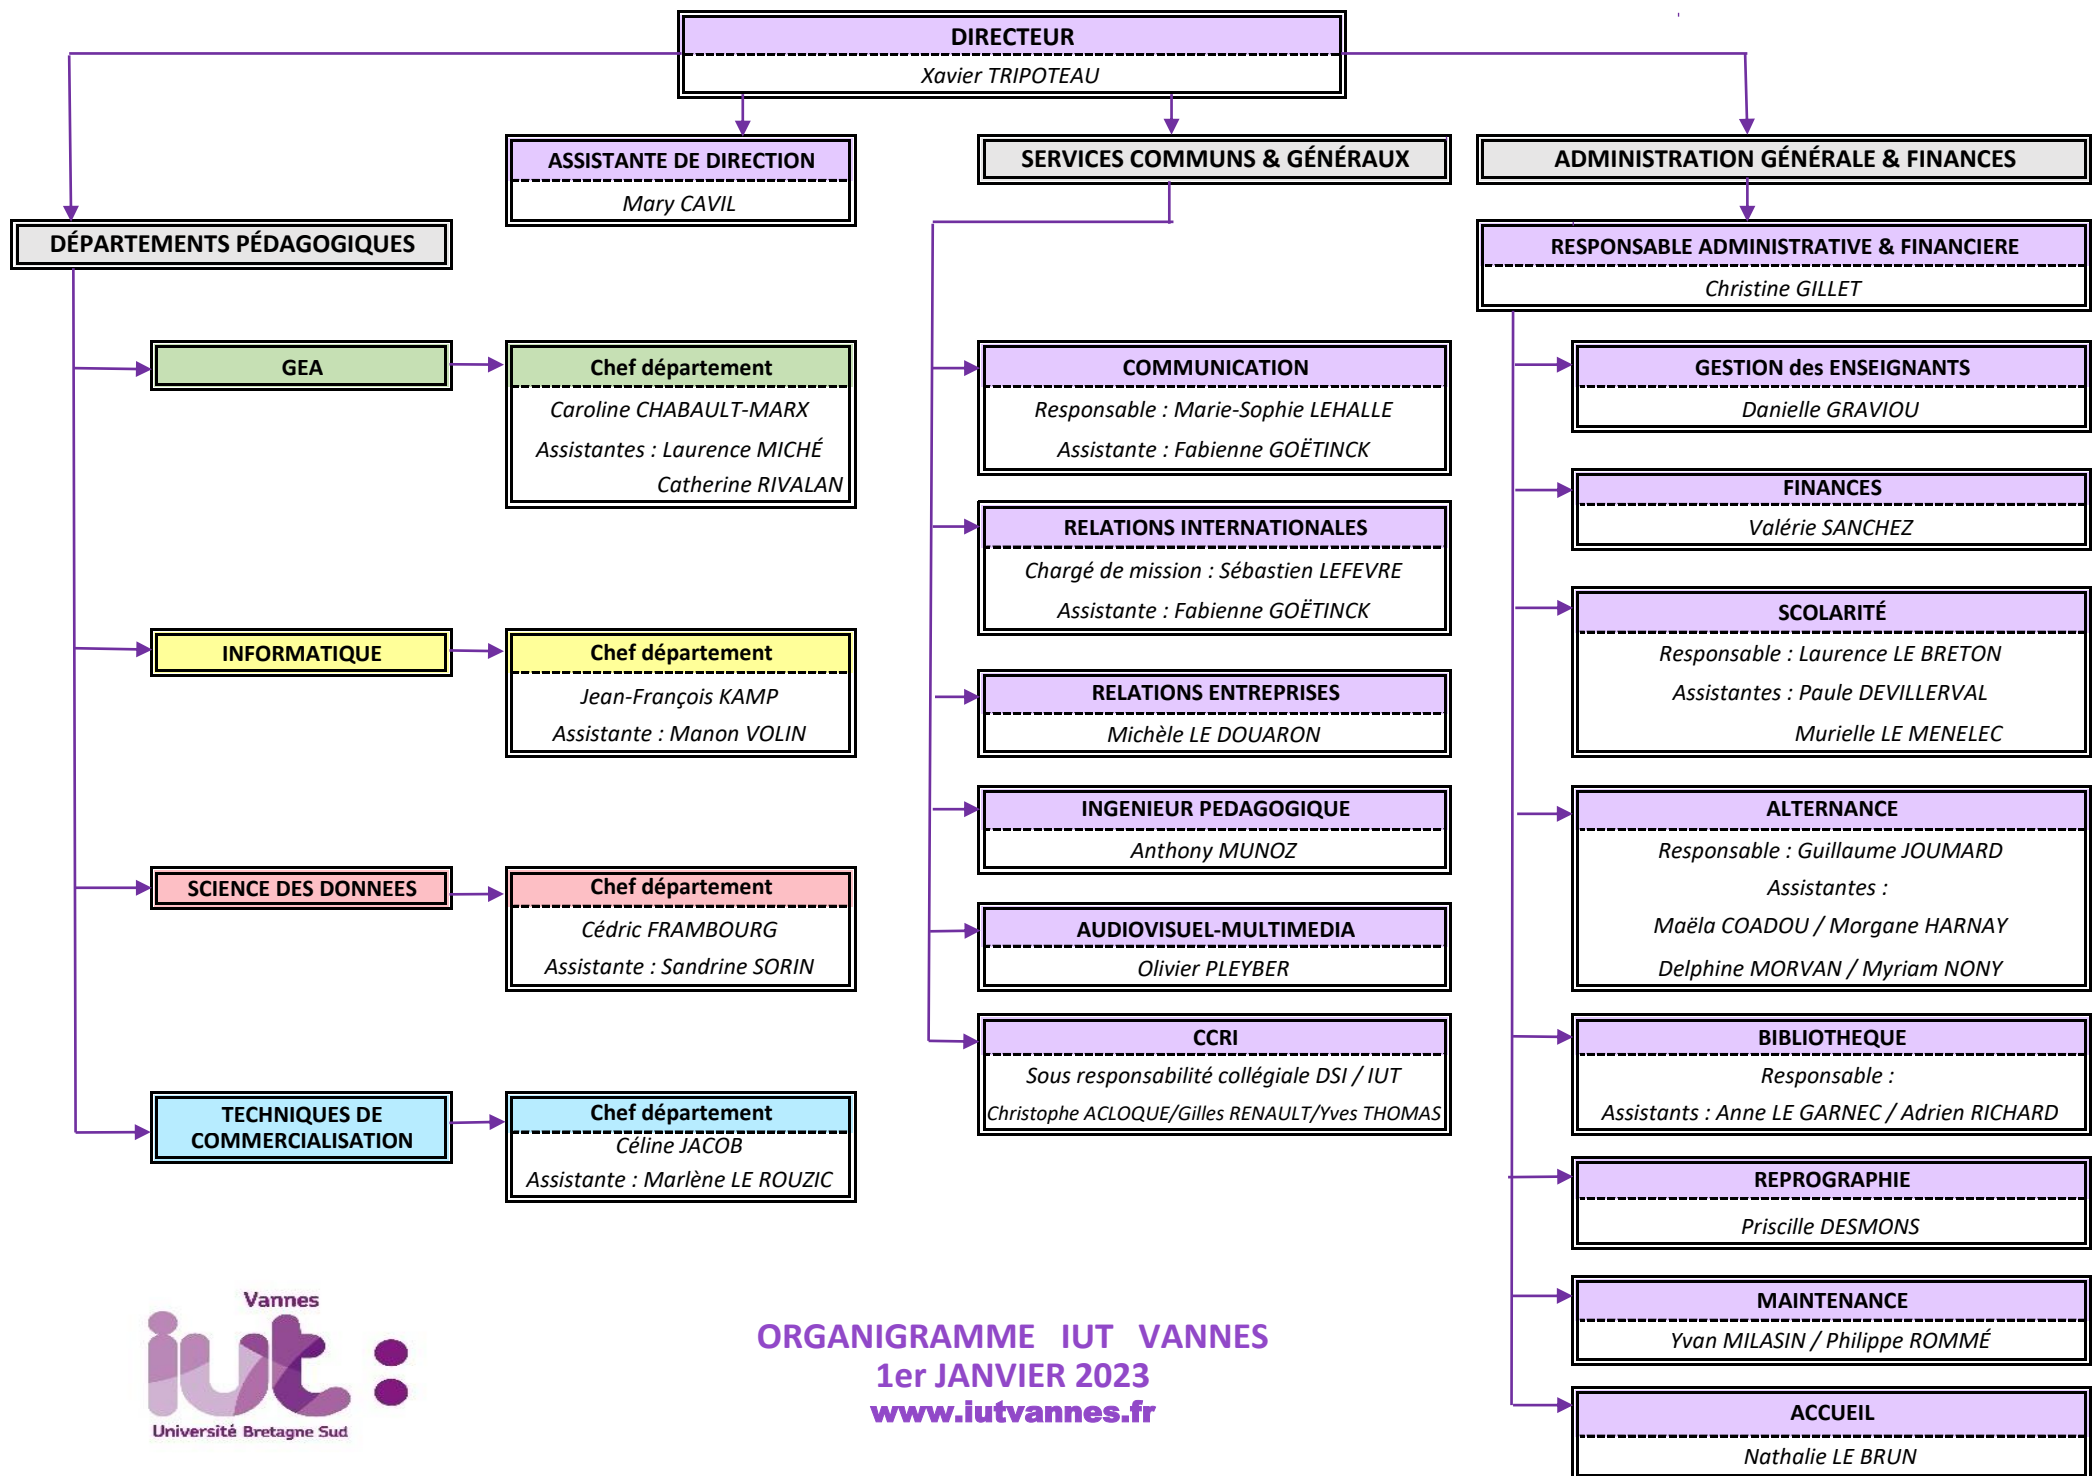 DIRECTEUR
Xavier TRIPOTEAU
ASSISTANTE DE DIRECTION
Mary CAVIL
SERVICES COMMUNS & GÉNÉRAUX
ADMINISTRATION GÉNÉRALE & FINANCES
DÉPARTEMENTS PÉDAGOGIQUES
RESPONSABLE ADMINISTRATIVE & FINANCIERE
Christine GILLET
GEA
Chef département
Caroline CHABAULT-MARX
Assistantes : Laurence MICHÉ
Catherine RIVALAN
INFORMATIQUE
Chef département
Jean-François KAMP
Assistante : Manon VOLIN
SCIENCE DES DONNEES
Chef département
Cédric FRAMBOURG
Assistante : Sandrine SORIN
TECHNIQUES DE
COMMERCIALISATION
Chef département
Céline JACOB
Assistante : Marlène LE ROUZIC
COMMUNICATION
Responsable : Marie-Sophie LEHALLE
Assistante : Fabienne GOËTINCK
RELATIONS INTERNATIONALES
Chargé de mission : Sébastien LEFEVRE
Assistante : Fabienne GOËTINCK
RELATIONS ENTREPRISES
Michèle LE DOUARON
INGENIEUR PEDAGOGIQUE
Anthony MUNOZ
AUDIOVISUEL-MULTIMEDIA
Olivier PLEYBER
CCRI
Sous responsabilité collégiale DSI / IUT
Christophe ACLOQUE/Gilles RENAULT/Yves THOMAS
GESTION des ENSEIGNANTS
Danielle GRAVIOU
FINANCES
Valérie SANCHEZ
SCOLARITÉ
Responsable : Laurence LE BRETON
Assistantes : Paule DEVILLERVAL
Murielle LE MENELEC
ALTERNANCE
Responsable : Guillaume JOUMARD
Assistantes :
Maëla COADOU / Morgane HARNAY
Delphine MORVAN / Myriam NONY
BIBLIOTHEQUE
Responsable :
Assistants : Anne LE GARNEC / Adrien RICHARD
REPROGRAPHIE
Priscille DESMONS
MAINTENANCE
Yvan MILASIN / Philippe ROMMÉ
ACCUEIL
Nathalie LE BRUN
Vannes
iut:
Université Bretagne Sud
ORGANIGRAMME IUT VANNES
1er JANVIER 2023
www.iutvannes.fr